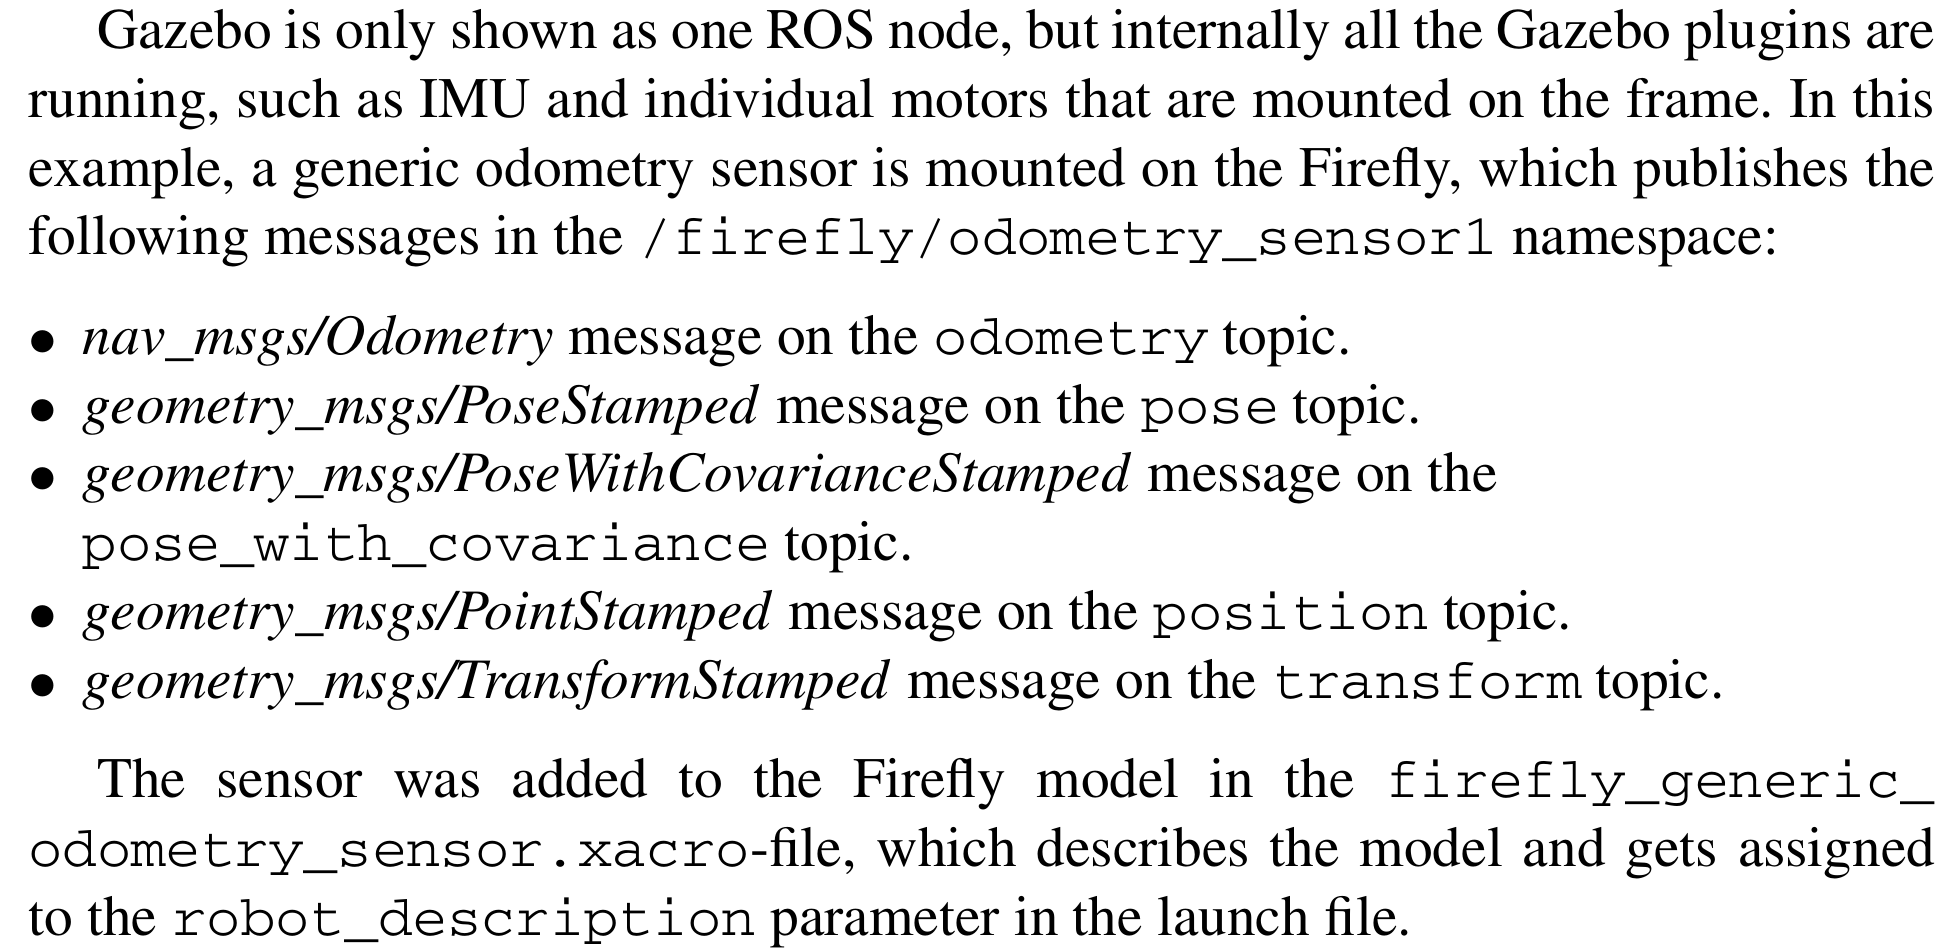 Gazebo is only shown as one ROS node, but internally all the Gazebo plugins are
running, such as IMU and individual motors that are mounted on the frame. In this
example, a generic odometry sensor is mounted on the Firefly, which publishes the
following messages in the /firefly/odometry_sensor1 namespace:
• nav_msgs/Odometry message on the odometry topic.
• geometry_msgs/PoseStamped message on the pose topic.
• geometry_msgs/PoseWithCovarianceStamped message on the
pose_with_covariance topic.
• geometry_msgs/PointStamped message on the position topic.
• geometry_msgs/TransformStamped message on the transform topic.
The sensor was added to the Firefly model in the firefly_generic_
odometry_sensor.xacro-file, which describes the model and gets assigned
to the robot_description parameter in the launch file.